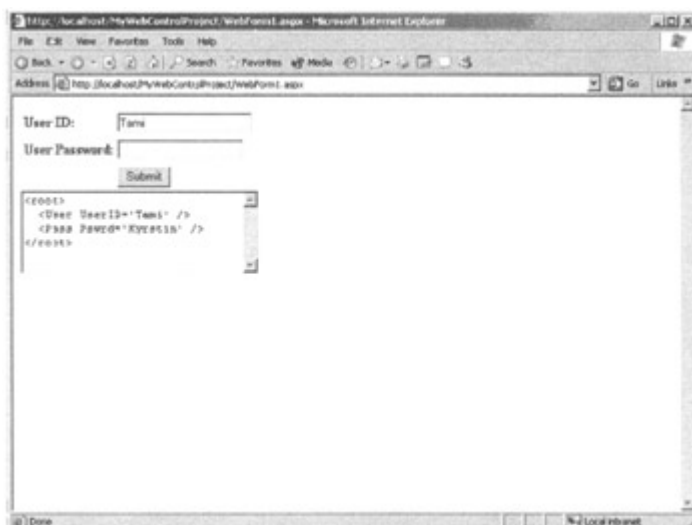 http://localhost/MyWebControlProject/WebForm1.aspx - Microsoft Internet Explorer
File Edit View Favorites Tools Help
Back Search Favorites Media
Address http://localhost/MyWebControlProject/WebForm1.aspx Go Links
User ID: Tami
User Password:
Submit
<root>
<User UserID='Tami' />
<Pass Pswrd='Kyrstin' />
</root>
Done Local intranet